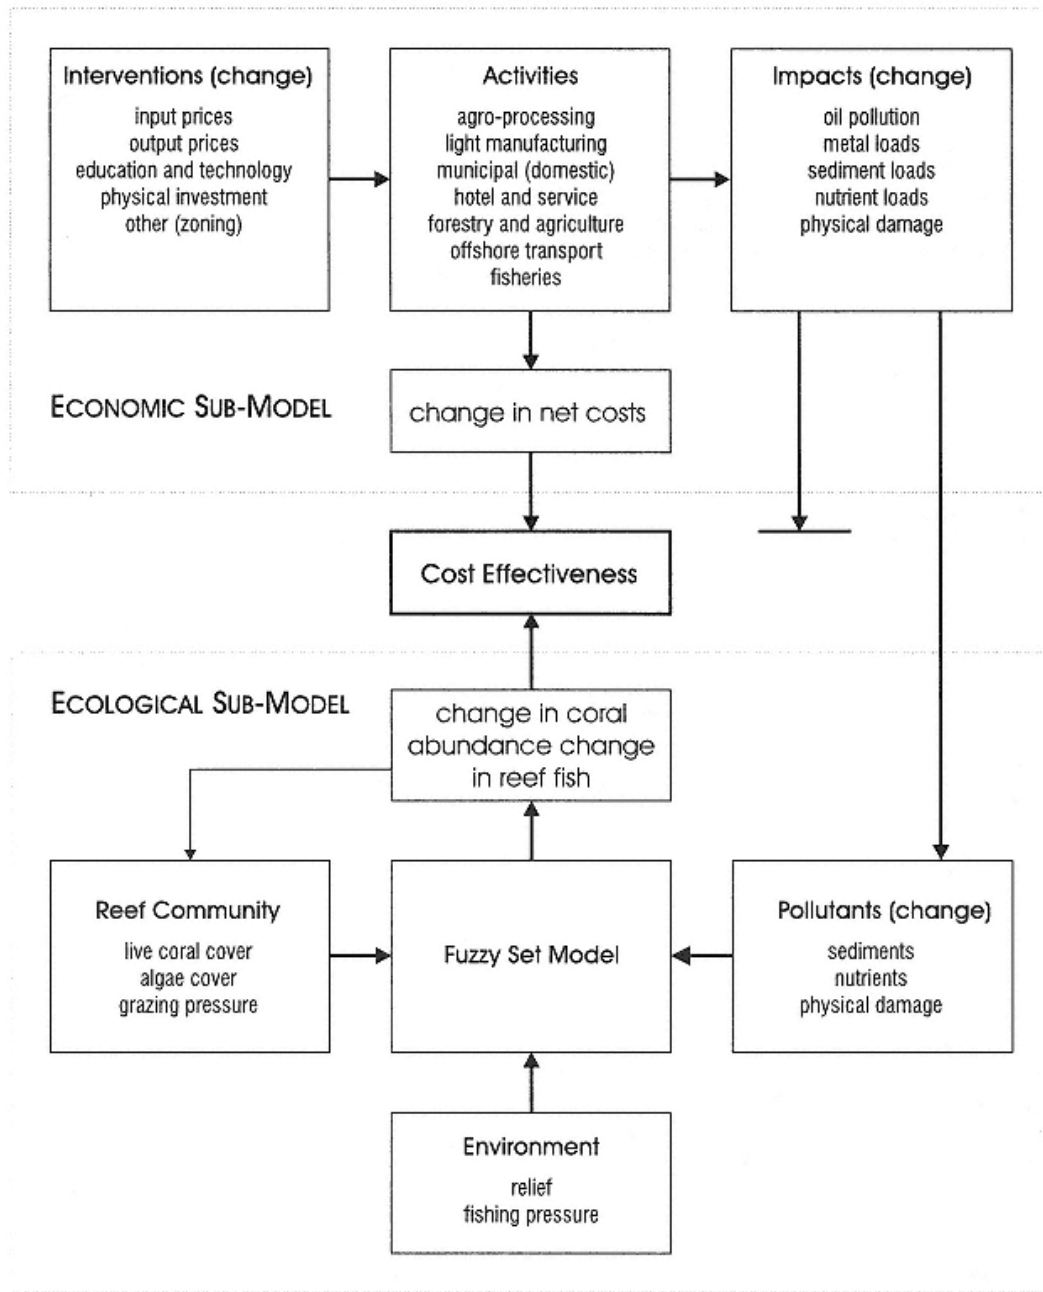 Interventions (change)
input prices
output prices
education and technology
physical investment
other (zoning)
Activities
agro-processing
light manufacturing
municipal (domestic)
hotel and service
forestry and agriculture
offshore transport
fisheries
Impacts (change)
oil pollution
metal loads
sediment loads
nutrient loads
physical damage
ECONOMIC SUB-MODEL
change in net costs
Cost Effectiveness
ECOLOGICAL SUB-MODEL
change in coral
abundance change
in reef fish
Reef Community
live coral cover
algae cover
grazing pressure
Fuzzy Set Model
Pollutants (change)
sediments
nutrients
physical damage
Environment
relief
fishing pressure